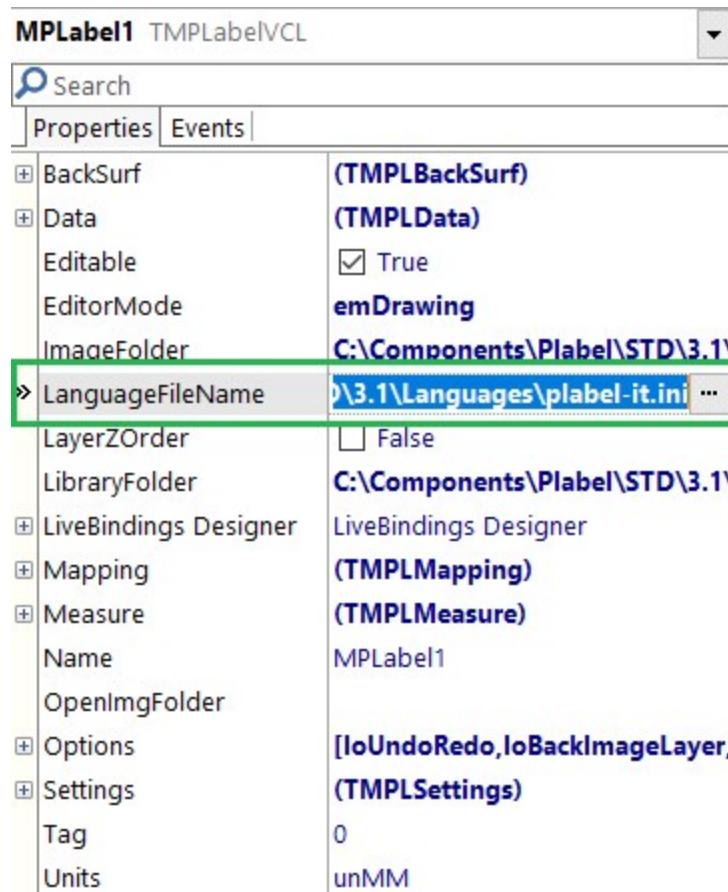 MPLabel1 TMPLabelVCL
Search
Properties Events
BackSurf (TMPLBackSurf)
Data (TMPLData)
Editable True
EditorMode emDrawing
ImageFolder C:\Components\Plabel\STD\3.1\
LanguageFileName )\3.1\Languages\plabel-it.ini ...
LayerZOrder False
LibraryFolder C:\Components\Plabel\STD\3.1\
LiveBindings Designer LiveBindings Designer
Mapping (TMPLMapping)
Measure (TMPLMeasure)
Name MPLabel1
OpenImgFolder
Options [loUndoRedo,loBackImageLayer,
Settings (TMPLSettings)
Tag 0
Units unMM